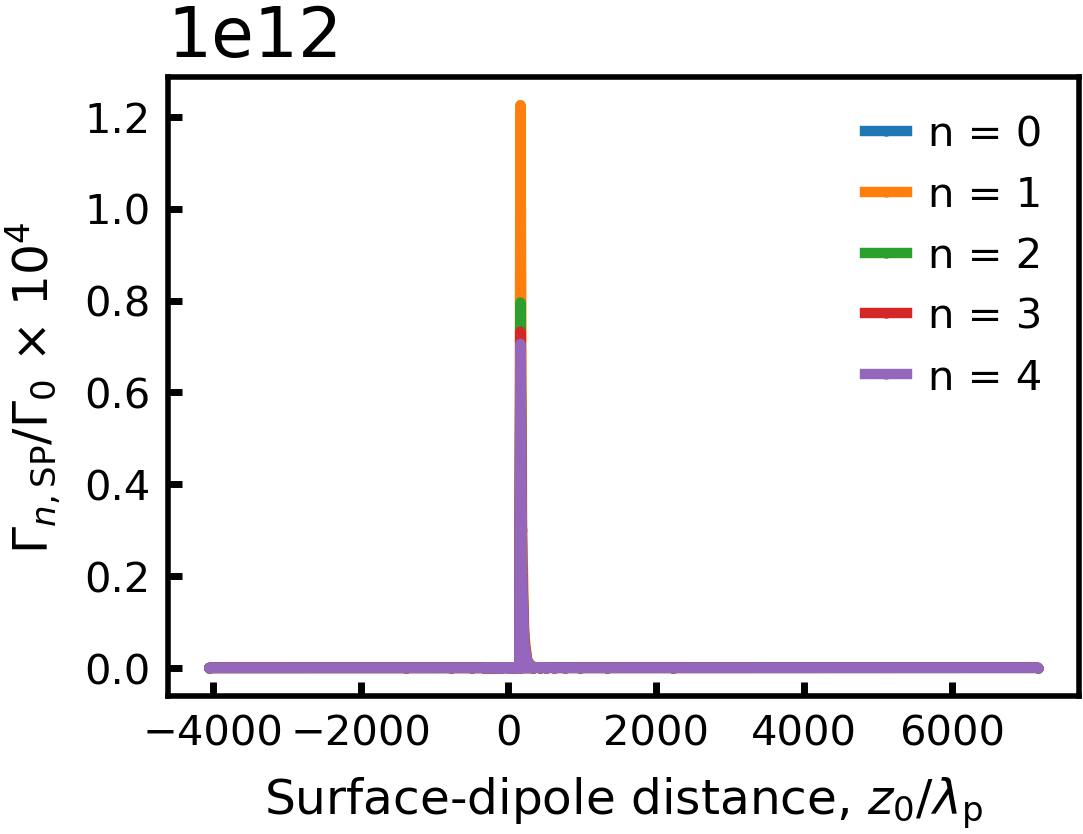 1e12
1.2
1.0
0.8
0.6
0.4
0.2
0.0
Γn,SP/Γ0 × 10⁴
n = 0
n = 1
n = 2
n = 3
n = 4
−4000 −2000 0 2000 4000 6000
Surface-dipole distance, z0/λp